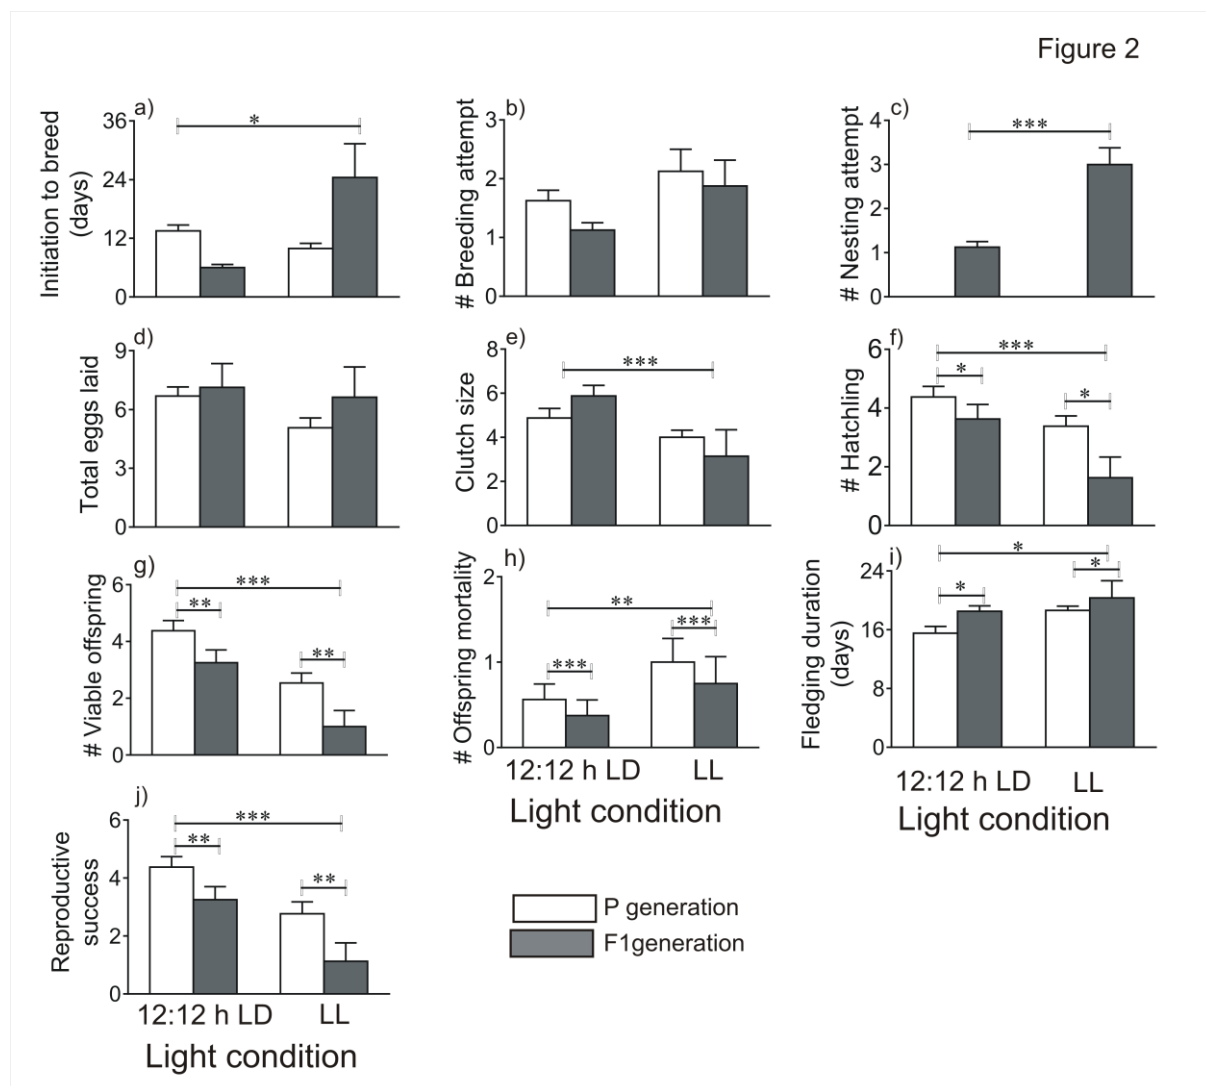 Figure 2
a)
Initiation to breed
(days)
36
24
12
0
*
b)
# Breeding attempt
3
2
1
0
c)
# Nesting attempt
4
3
2
1
0
***
d)
Total eggs laid
9
6
3
0
e)
Clutch size
8
6
4
2
0
***
f)
# Hatchling
6
4
2
0
***
*
*
g)
# Viable offspring
6
4
2
0
***
**
**
h)
# Offspring mortality
2
1
0
**
***
***
12:12 h LD LL
Light condition
i)
Fledging duration
(days)
24
16
8
0
*
*
*
12:12 h LD LL
Light condition
j)
Reproductive
success
6
4
2
0
***
**
**
12:12 h LD LL
Light condition
P generation
F1generation